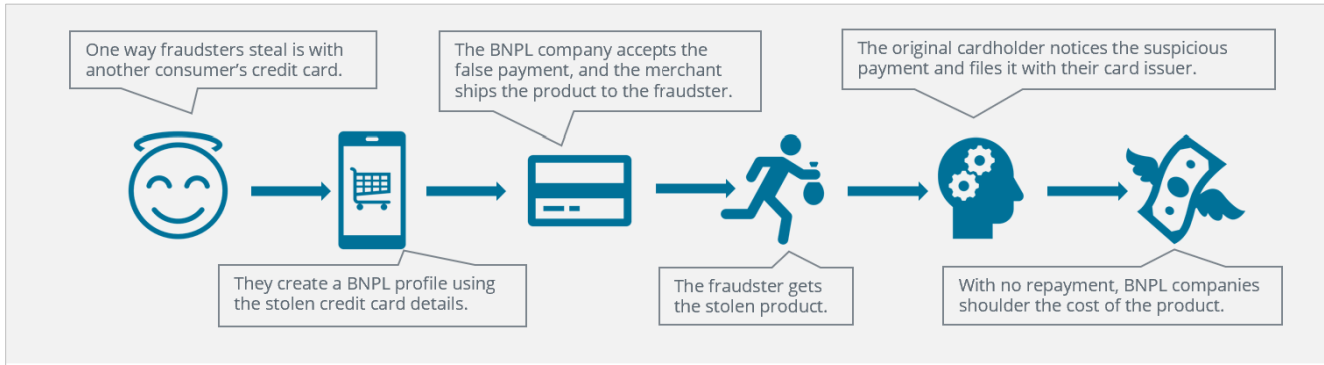 One way fraudsters steal is with
another consumer's credit card.
They create a BNPL profile using
the stolen credit card details.
The BNPL company accepts the
false payment, and the merchant
ships the product to the fraudster.
The fraudster gets
the stolen product.
The original cardholder notices the suspicious
payment and files it with their card issuer.
With no repayment, BNPL companies
shoulder the cost of the product.